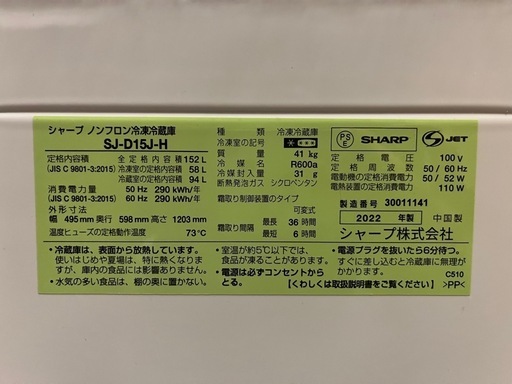 シャープ ノンフロン冷凍冷蔵庫
SJ-D15J-H
定格内容積 全定格内容積 152 L
(JIS C 9801-3:2015) 冷凍室の定格内容積 58 L
冷蔵室の定格内容積 94 L
消費電力量 50 Hz 290 kWh/年
(JIS C 9801-3:2015) 60 Hz 290 kWh/年
外形寸法
幅 495mm 奥行 598 mm 高さ 1203 mm
温度ヒューズの定格動作温度 73℃
種類 冷凍冷蔵庫
冷凍室の記号
質量 41 kg
冷媒名 R600a
冷媒封入量 31 g
断熱発泡ガス シクロペンタン
霜取り制御装置のタイプ
可変式
霜取り間隔 最長 36 時間
最短 6 時間
PS
E
SHARP
S JET
定格電圧 100 V
定格周波数 50 / 60 Hz
電動機の定格消費電力 50 / 52 W
電熱装置の定格消費電力 110 W
製造番号 30011141
2022 年製 中国製
シャープ株式会社
•冷蔵庫は、表面から放熱しています。
使いはじめや夏場は、特に熱くなりま
すが、庫内の食品には影響ありません。
•水気の多い食品は、棚の奥に置かない。
•室温が約5℃以下では、
食品が凍ることがあります。
•電源は必ずコンセントから
とる。
•電源プラグを抜いたら6分待つ。
すぐに差し込むと冷蔵庫に無理が
かかります。
C510
【くわしくは取扱説明書をご覧ください】 >PP<